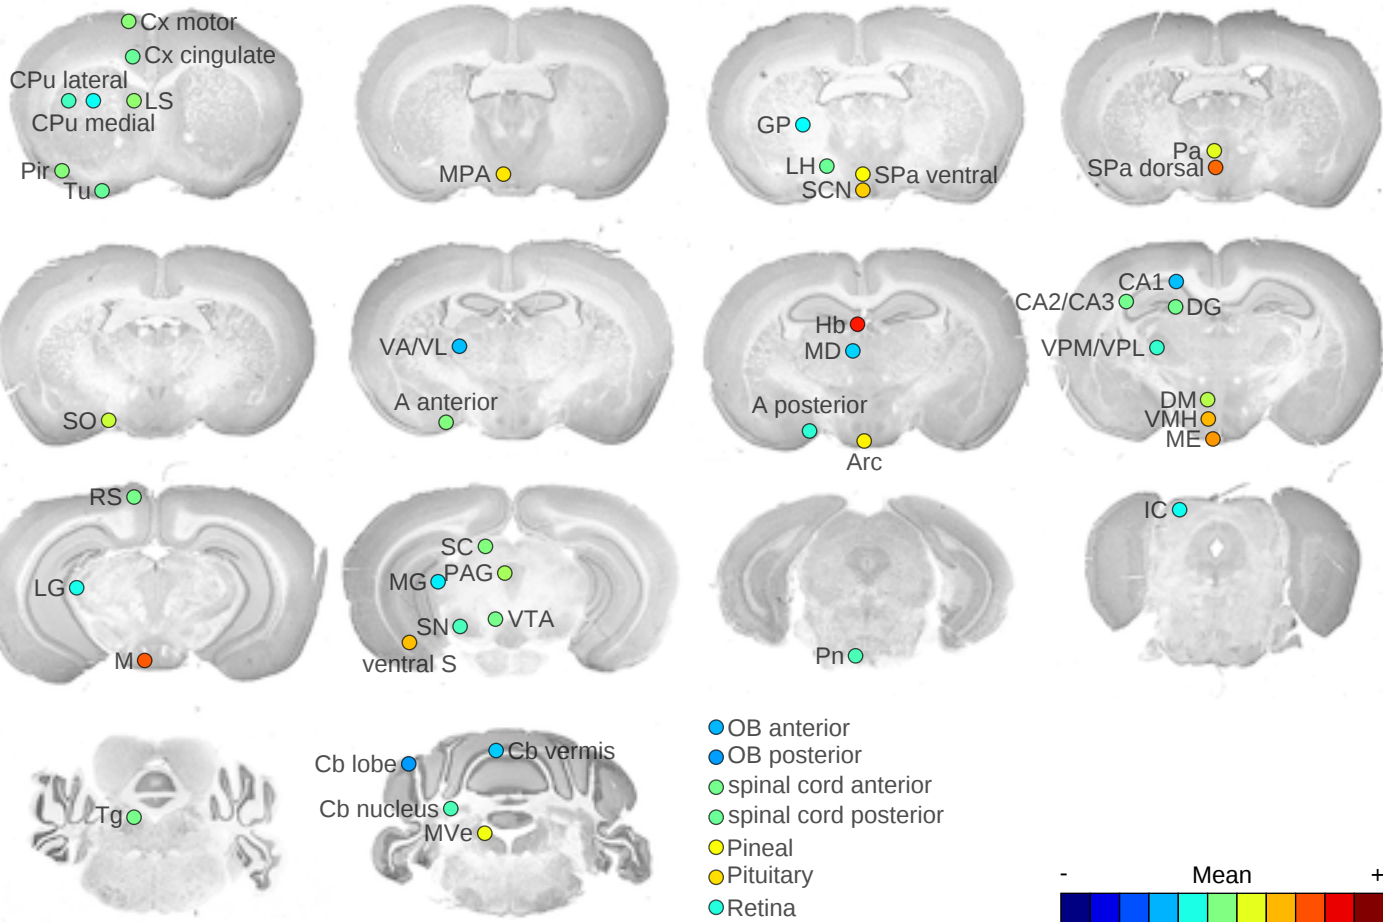 Cx motor
Cx cingulate
CPu lateral
LS
CPu medial
Pir
Tu
MPA
GP
LH
SPa ventral
SCN
Pa
SPa dorsal
SO
VA/VL
A anterior
Hb
MD
A posterior
Arc
CA1
CA2/CA3
DG
VPM/VPL
DM
VMH
ME
RS
LG
M
SC
PAG
MG
VTA
SN
ventral S
Pn
IC
Tg
Cb vermis
Cb lobe
Cb nucleus
MVe
OB anterior
OB posterior
spinal cord anterior
spinal cord posterior
Pineal
Pituitary
Retina
- Mean +